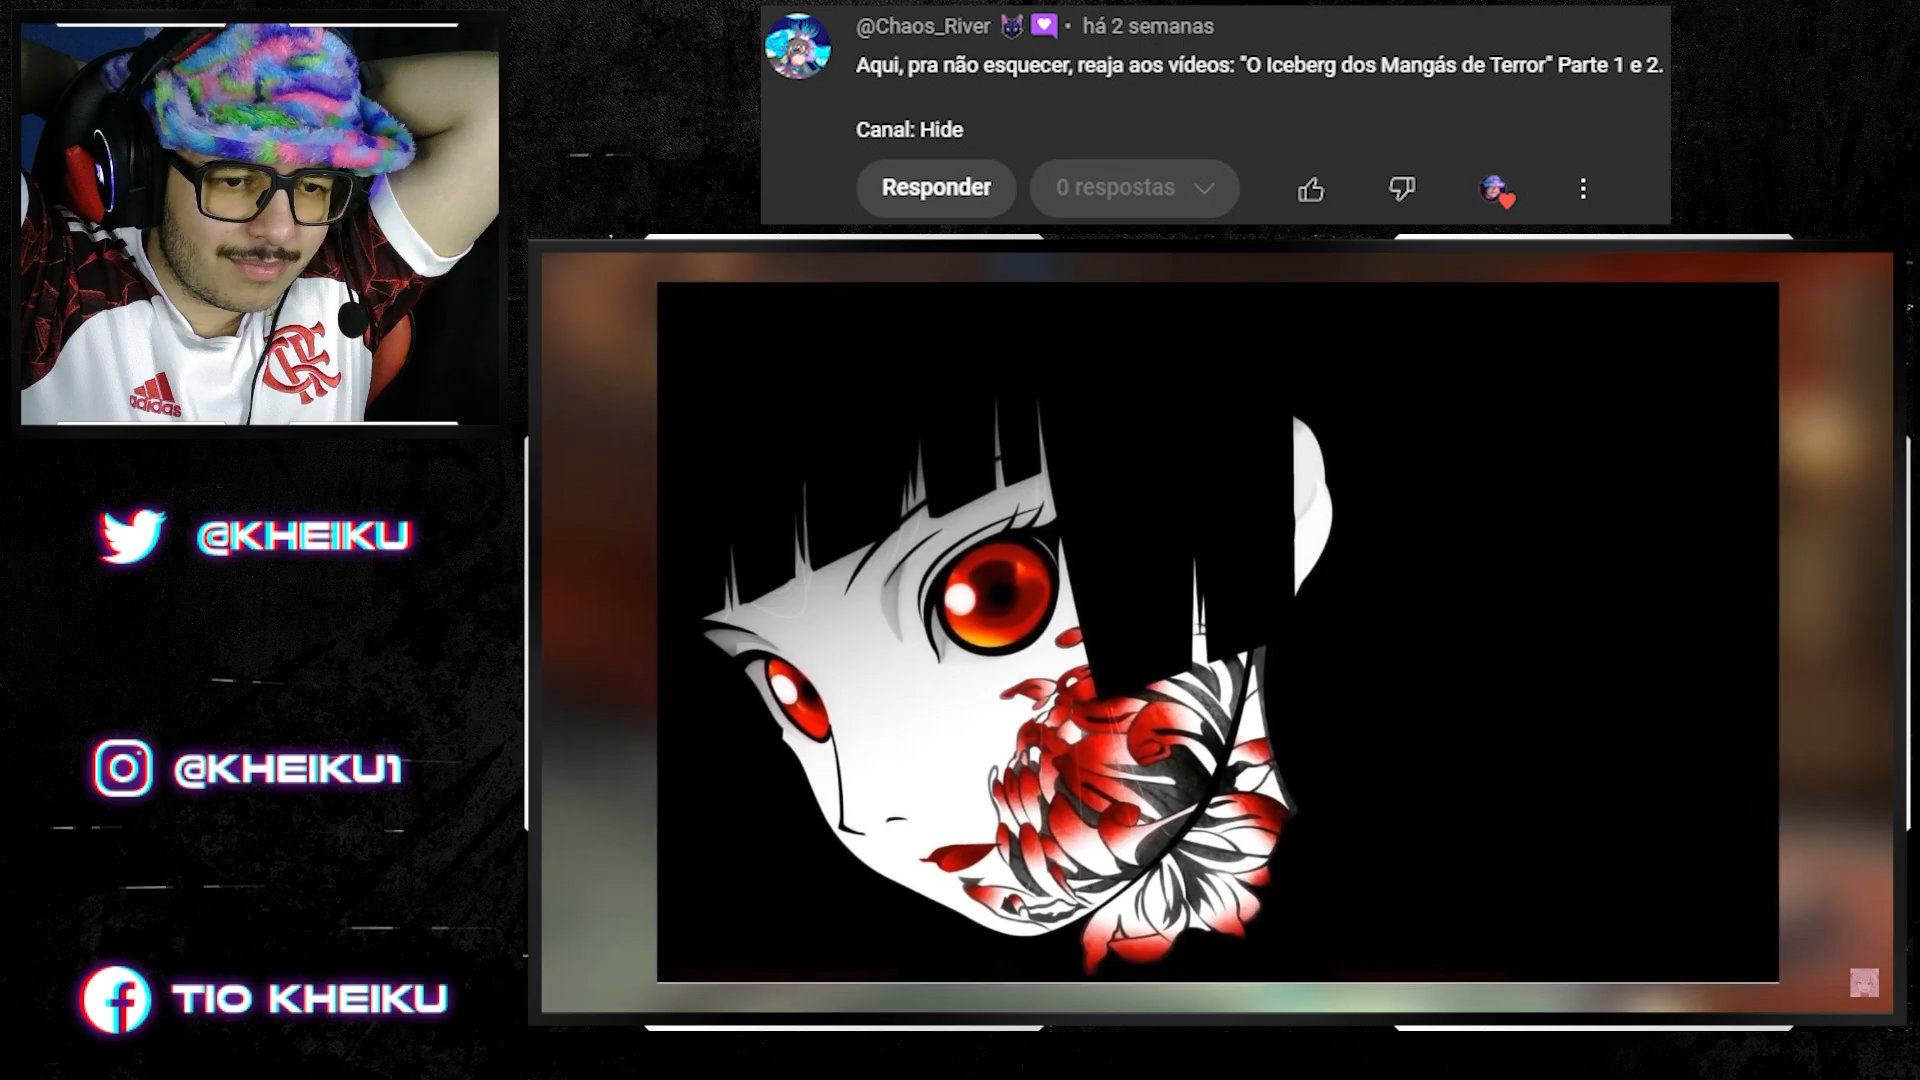 @Chaos_River • há 2 semanas
Aqui, pra não esquecer, reaja aos vídeos: "O Iceberg dos Mangás de Terror" Parte 1 e 2.
Canal: Hide
Responder 0 respostas
adidas
@KHEIKU
@KHEIKU1
TIO KHEIKU